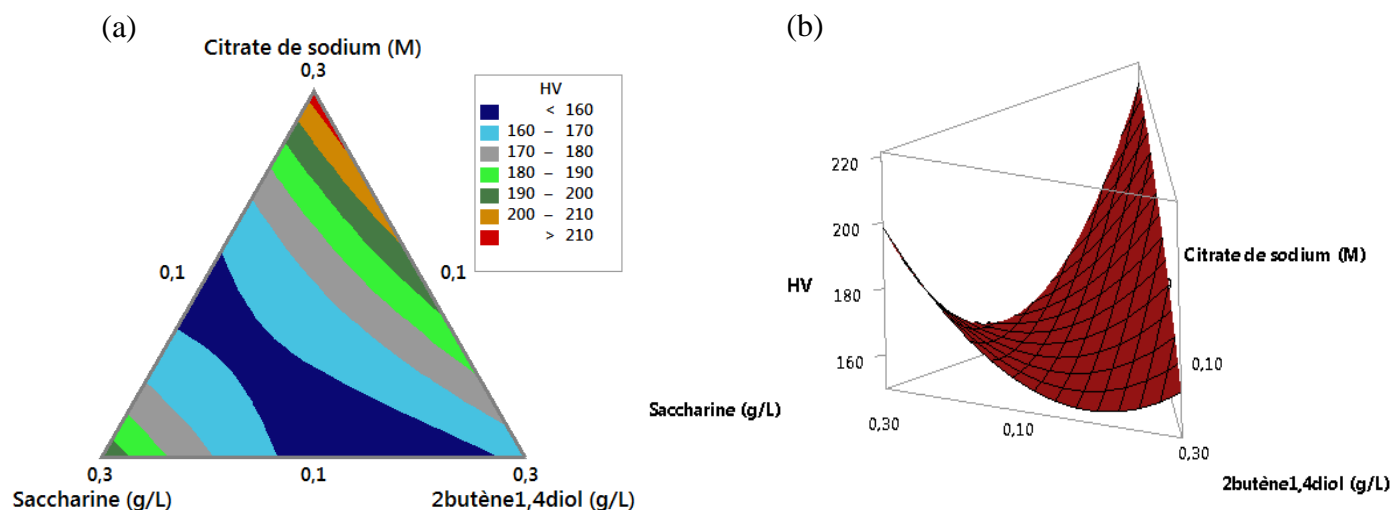 (a)
Citrate de sodium (M)
0,3
HV
< 160
160 – 170
170 – 180
180 – 190
190 – 200
200 – 210
> 210
0,1
0,1
0,3
0,1
0,3
Saccharine (g/L)
2butène1,4diol (g/L)
(b)
220
200
180
160
HV
Citrate de sodium (M)
0,10
Saccharine (g/L)
0,30
0,10
0,30
2butène1,4diol (g/L)